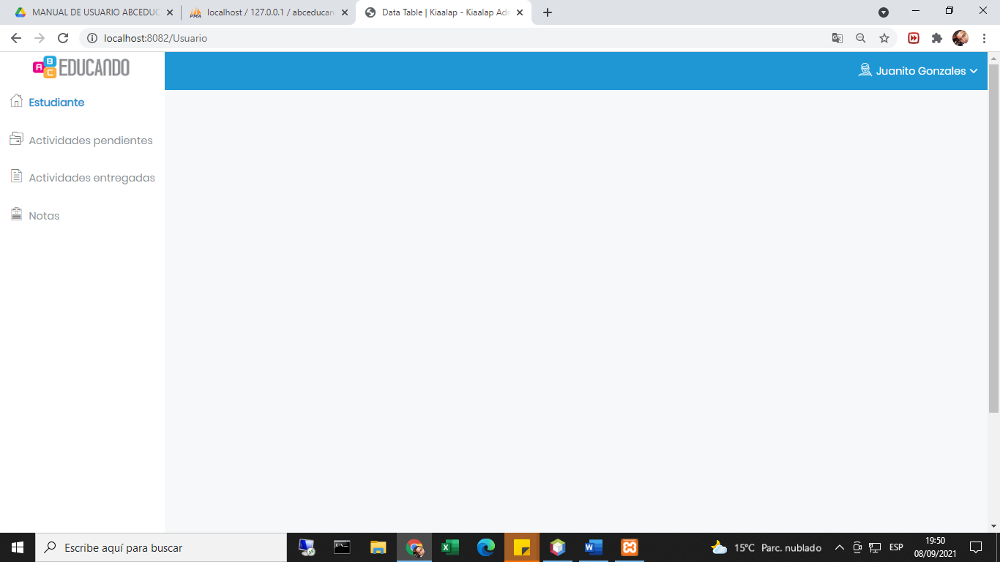 MANUAL DE USUARIO ABCEDUC
localhost / 127.0.0.1 / abceducan
Data Table | Kiaalap - Kiaalap Adr
PMA
localhost:8082/Usuario
ABC EDUCANDO
Juanito Gonzales
Estudiante
Actividades pendientes
Actividades entregadas
Notas
Escribe aquí para buscar
15°C Parc. nublado
ESP
19:50
08/09/2021